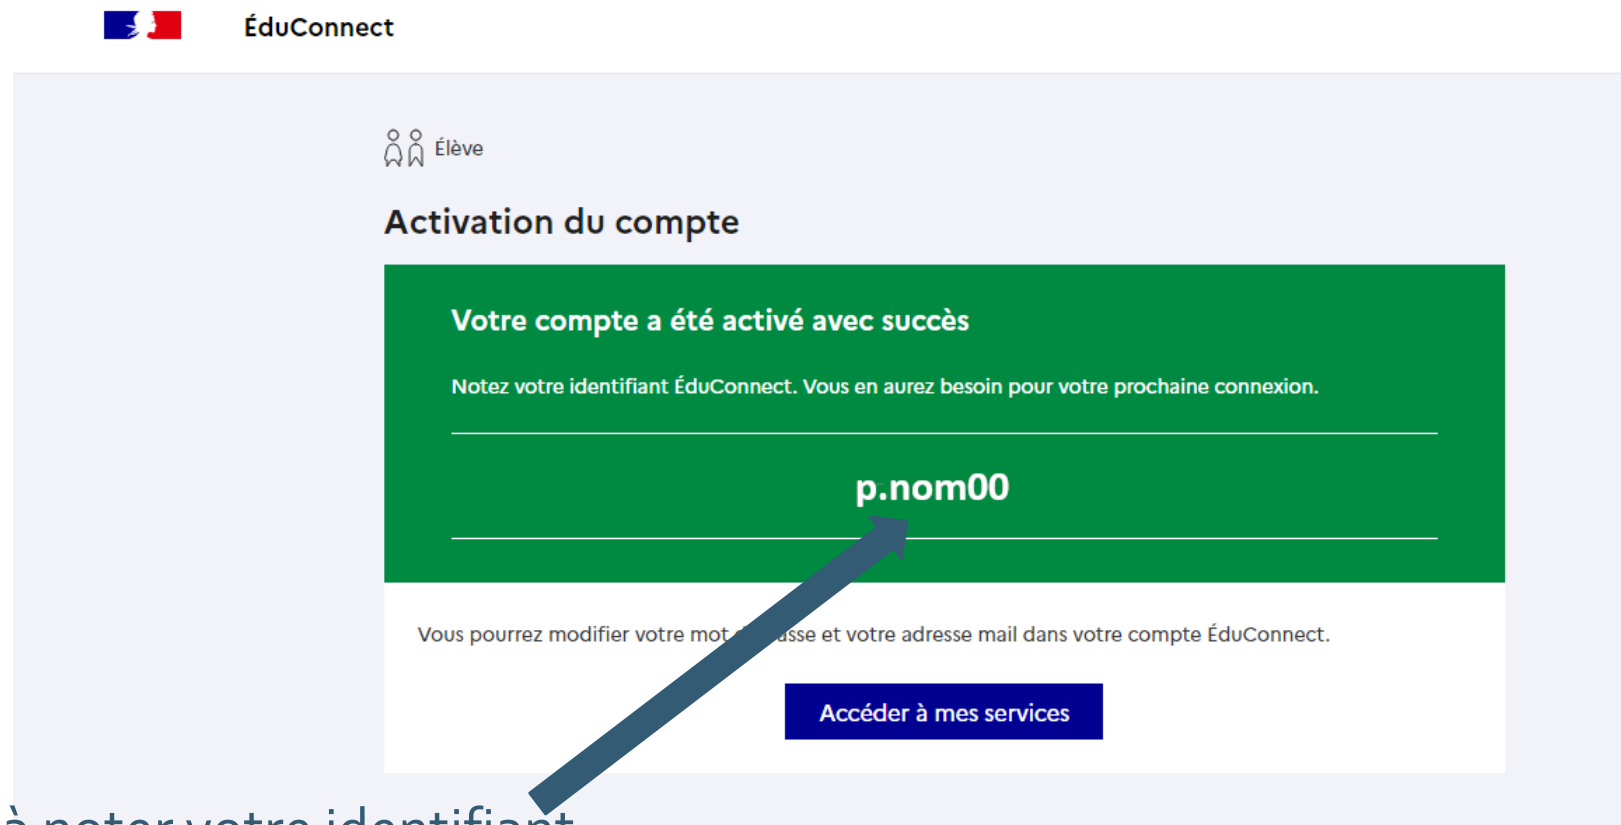 ÉduConnect
Élève
Activation du compte
Votre compte a été activé avec succès
Notez votre identifiant ÉduConnect. Vous en aurez besoin pour votre prochaine connexion.
p.nom00
Vous pourrez modifier votre mot asse et votre adresse mail dans votre compte ÉduConnect.
Accéder à mes services
à noter votre identifiant